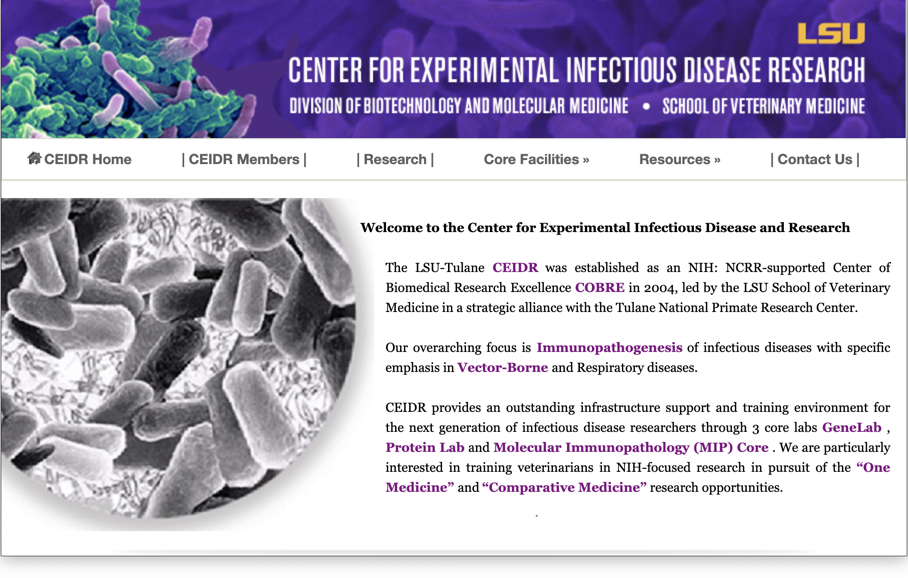 LSU
CENTER FOR EXPERIMENTAL INFECTIOUS DISEASE RESEARCH
DIVISION OF BIOTECHNOLOGY AND MOLECULAR MEDICINE • SCHOOL OF VETERINARY MEDICINE
CEIDR Home | CEIDR Members | | Research | Core Facilities » Resources » | Contact Us |
Welcome to the Center for Experimental Infectious Disease and Research
The LSU-Tulane CEIDR was established as an NIH: NCRR-supported Center of
Biomedical Research Excellence COBRE in 2004, led by the LSU School of Veterinary
Medicine in a strategic alliance with the Tulane National Primate Research Center.
Our overarching focus is Immunopathogenesis of infectious diseases with specific
emphasis in Vector-Borne and Respiratory diseases.
CEIDR provides an outstanding infrastructure support and training environment for
the next generation of infectious disease researchers through 3 core labs GeneLab ,
Protein Lab and Molecular Immunopathology (MIP) Core . We are particularly
interested in training veterinarians in NIH-focused research in pursuit of the “One
Medicine” and “Comparative Medicine” research opportunities.